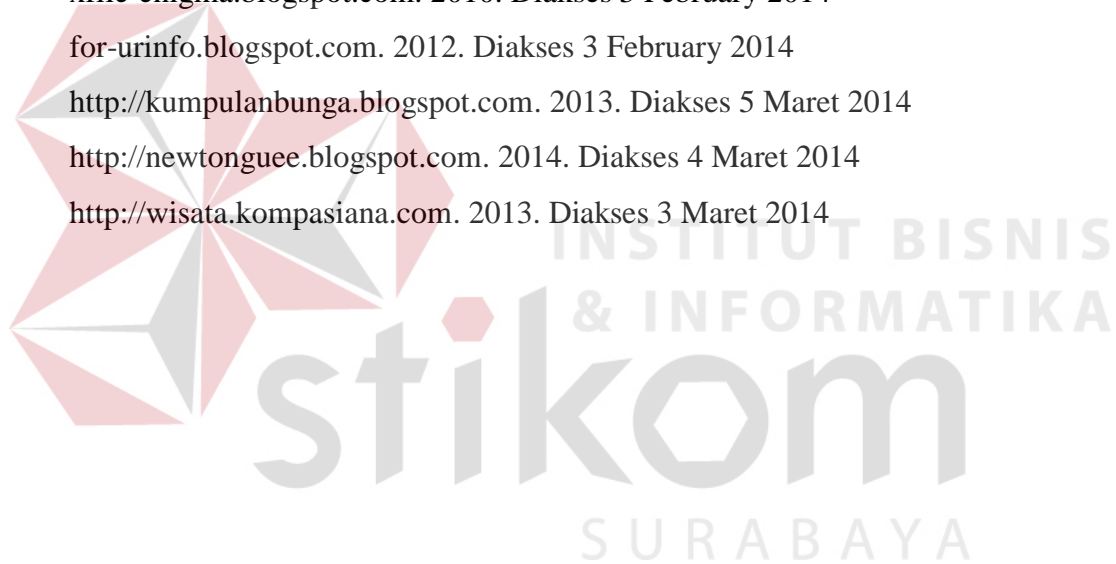 for-urinfo.blogspot.com. 2012. Diakses 3 February 2014
http://kumpulanbunga.blogspot.com. 2013. Diakses 5 Maret 2014
http://newtonguee.blogspot.com. 2014. Diakses 4 Maret 2014
http://wisata.kompasiana.com. 2013. Diakses 3 Maret 2014
INSTITUT BISNIS
& INFORMATIKA
stikom
SURABAYA